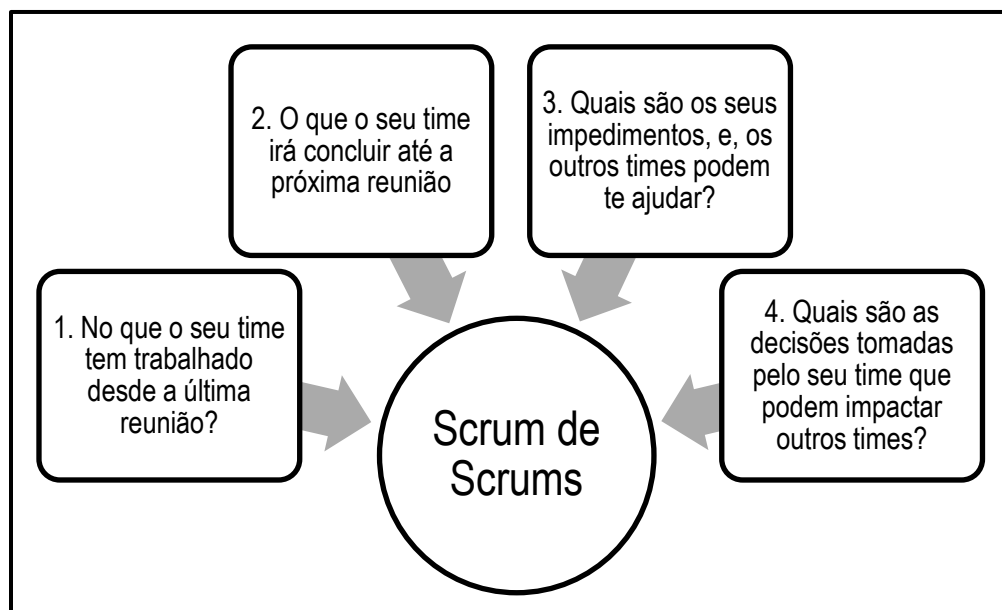 1. No que o seu time
tem trabalhado
desde a última
reunião?
2. O que o seu time
irá concluir até a
próxima reunião
3. Quais são os seus
impedimentos, e, os
outros times podem
te ajudar?
4. Quais são as
decisões tomadas
pelo seu time que
podem impactar
outros times?
Scrum de
Scrums